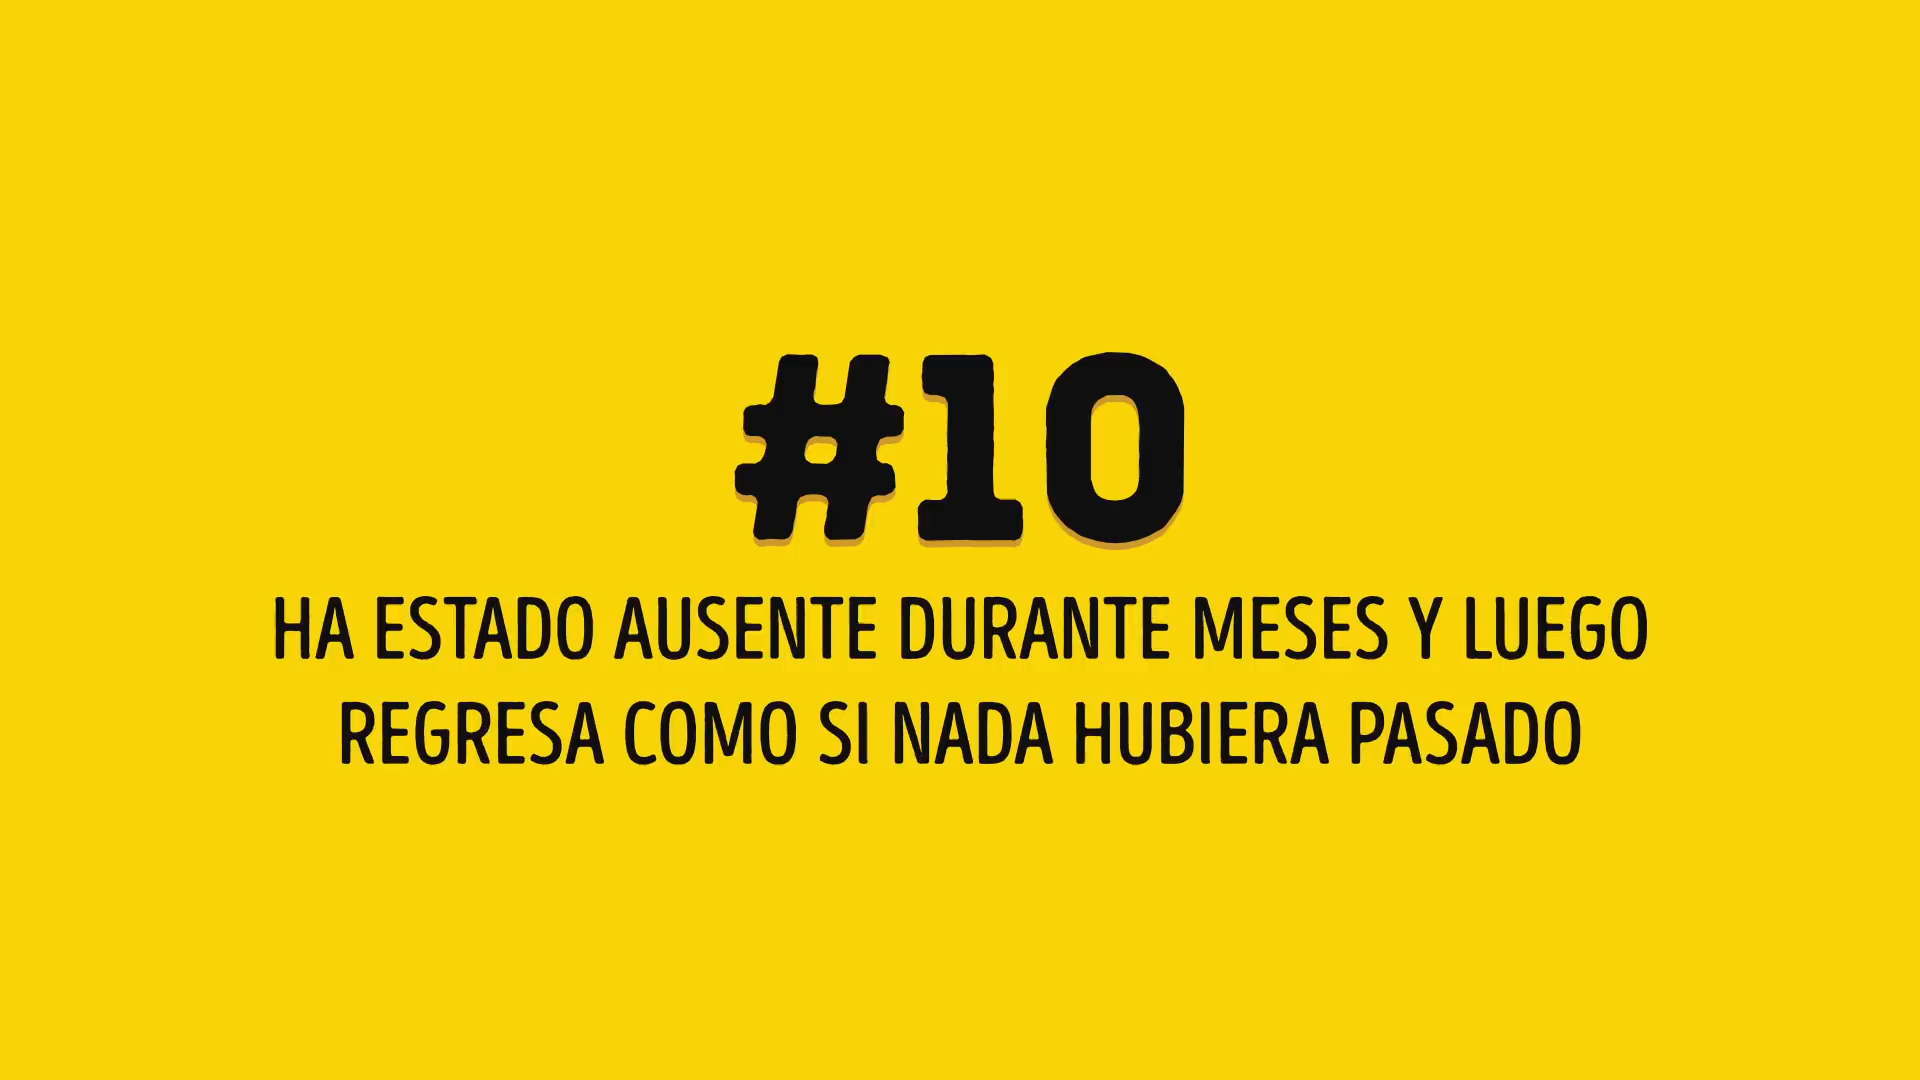 #10
HA ESTADO AUSENTE DURANTE MESES Y LUEGO
REGRESA COMO SI NADA HUBIERA PASADO